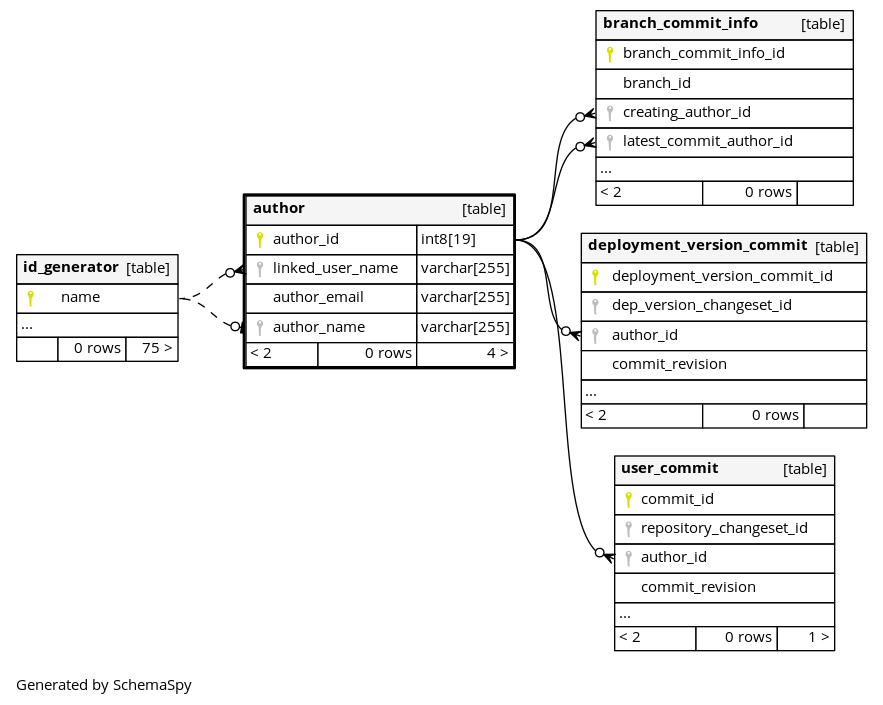 branch_commit_info [table]
branch_commit_info_id
branch_id
creating_author_id
latest_commit_author_id
...
< 2 0 rows
author [table]
author_id int8[19]
linked_user_name varchar[255]
author_email varchar[255]
author_name varchar[255]
< 2 0 rows 4 >
id_generator [table]
name
...
0 rows 75 >
deployment_version_commit [table]
deployment_version_commit_id
dep_version_changeset_id
author_id
commit_revision
...
< 2 0 rows
user_commit [table]
commit_id
repository_changeset_id
author_id
commit_revision
...
< 2 0 rows 1 >
Generated by SchemaSpy